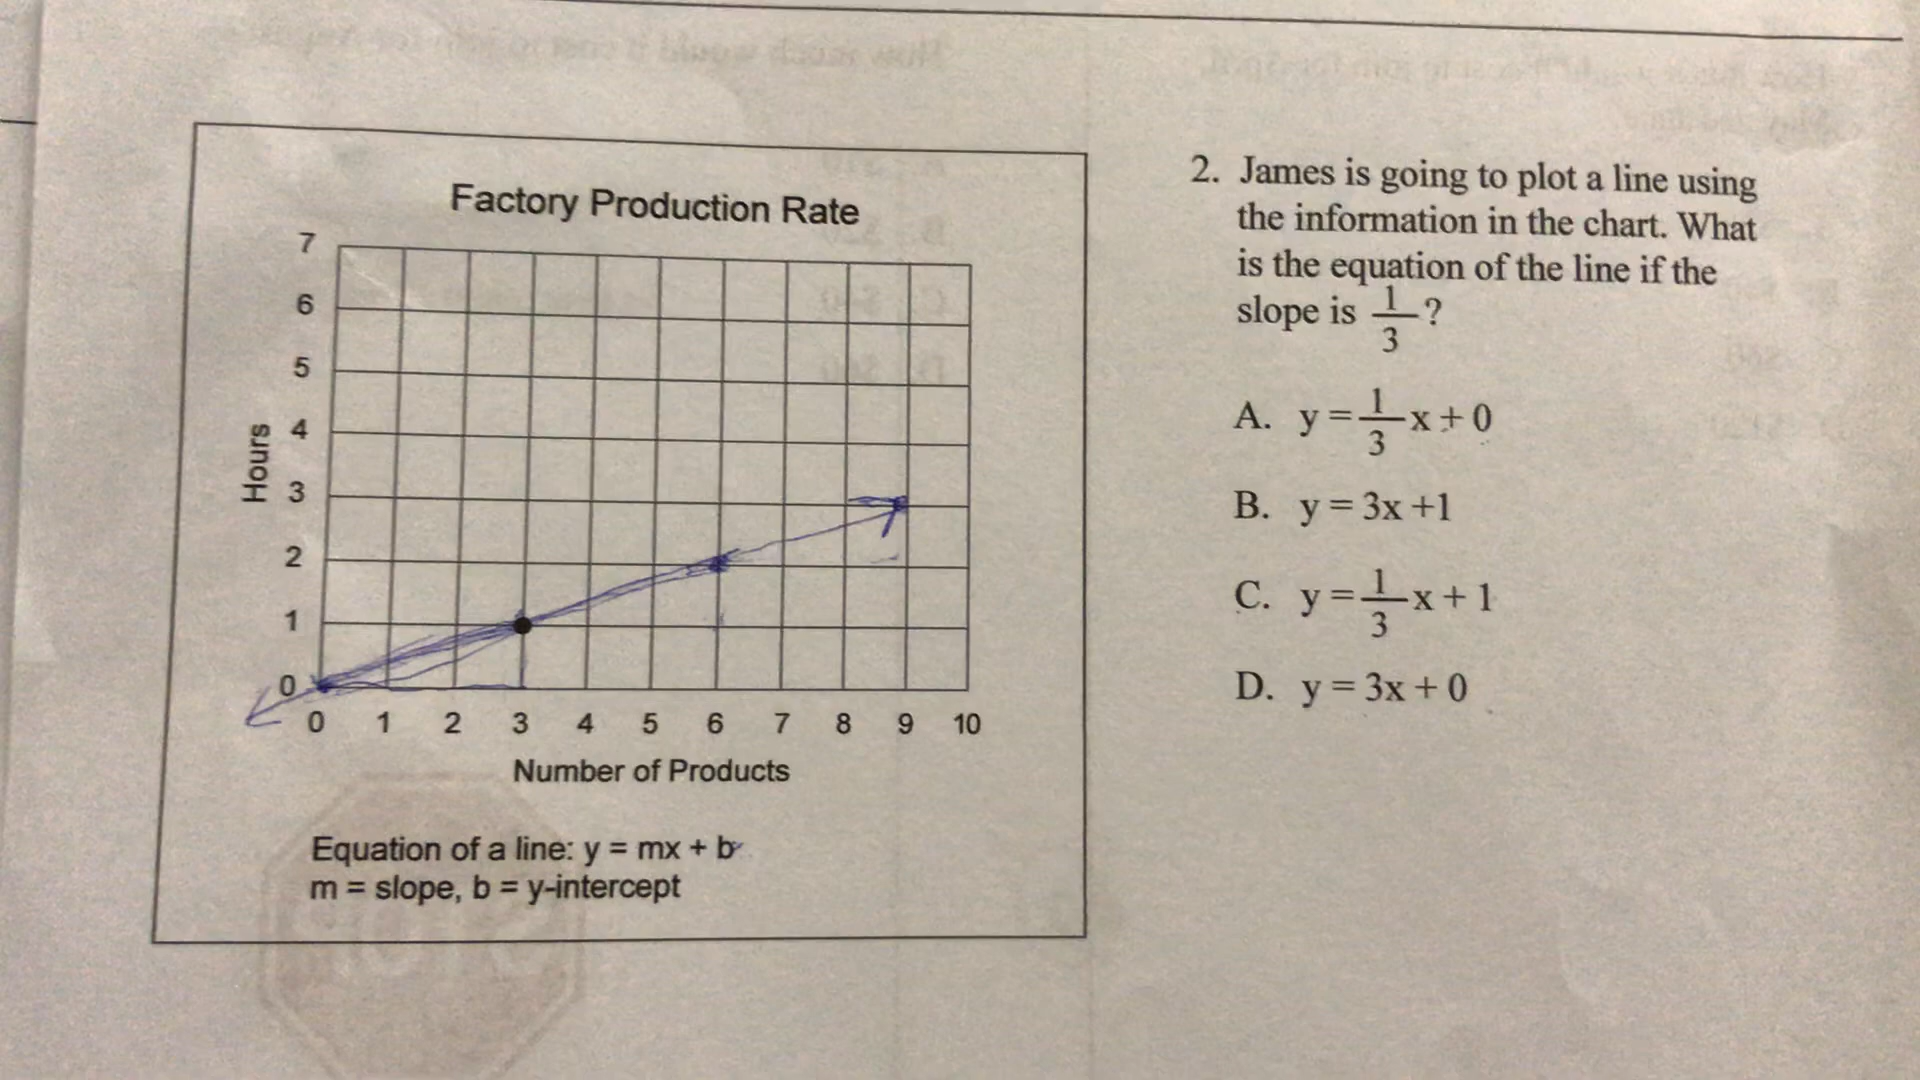 Factory Production Rate
7
6
5
4
3
2
1
0
Hours
0 1 2 3 4 5 6 7 8 9 10
Number of Products
Equation of a line: y = mx + b
m = slope, b = y-intercept
2. James is going to plot a line using
the information in the chart. What
is the equation of the line if the
slope is 1/3?
A. y = 1/3 x + 0
B. y = 3x +1
C. y = 1/3 x + 1
D. y = 3x + 0